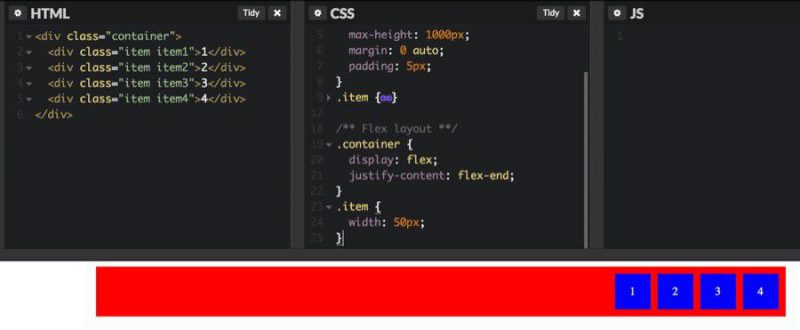 HTML
Tidy
1 <div class="container">
2 <div class="item item1">1</div>
3 <div class="item item2">2</div>
4 <div class="item item3">3</div>
5 <div class="item item4">4</div>
6 </div>
CSS
Tidy
5 max-height: 1000px;
6 margin: 0 auto;
7 padding: 5px;
8 }
9 .item {↔}
17
18 /** Flex layout **/
19 .container {
20 display: flex;
21 justify-content: flex-end;
22 }
23 .item {
24 width: 50px;
25 }
JS
1
1 2 3 4